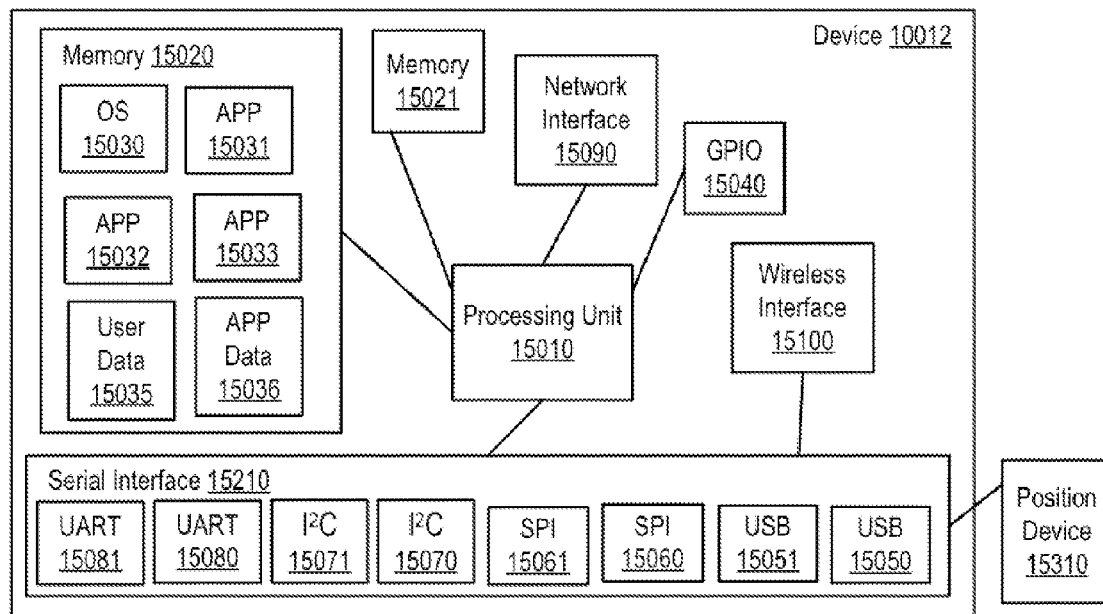 Device 10012
Memory 15020
OS
15030
APP
15031
APP
15032
APP
15033
User
Data
15035
APP
Data
15036
Memory
15021
Network
Interface
15090
GPIO
15040
Processing Unit
15010
Wireless
Interface
15100
Serial Interface 15210
UART
15081
UART
15080
I²C
15071
I²C
15070
SPI
15061
SPI
15060
USB
15051
USB
15050
Position
Device
15310